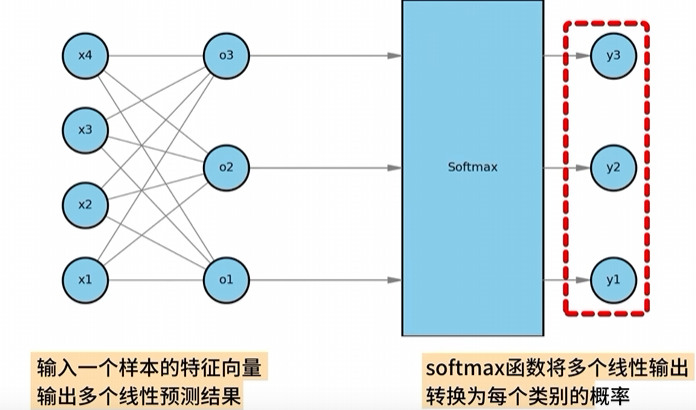 x4
o3
y3
x3
o2
Softmax
y2
x2
x1
o1
y1
输入一个样本的特征向量
输出多个线性预测结果
softmax函数将多个线性输出
转换为每个类别的概率